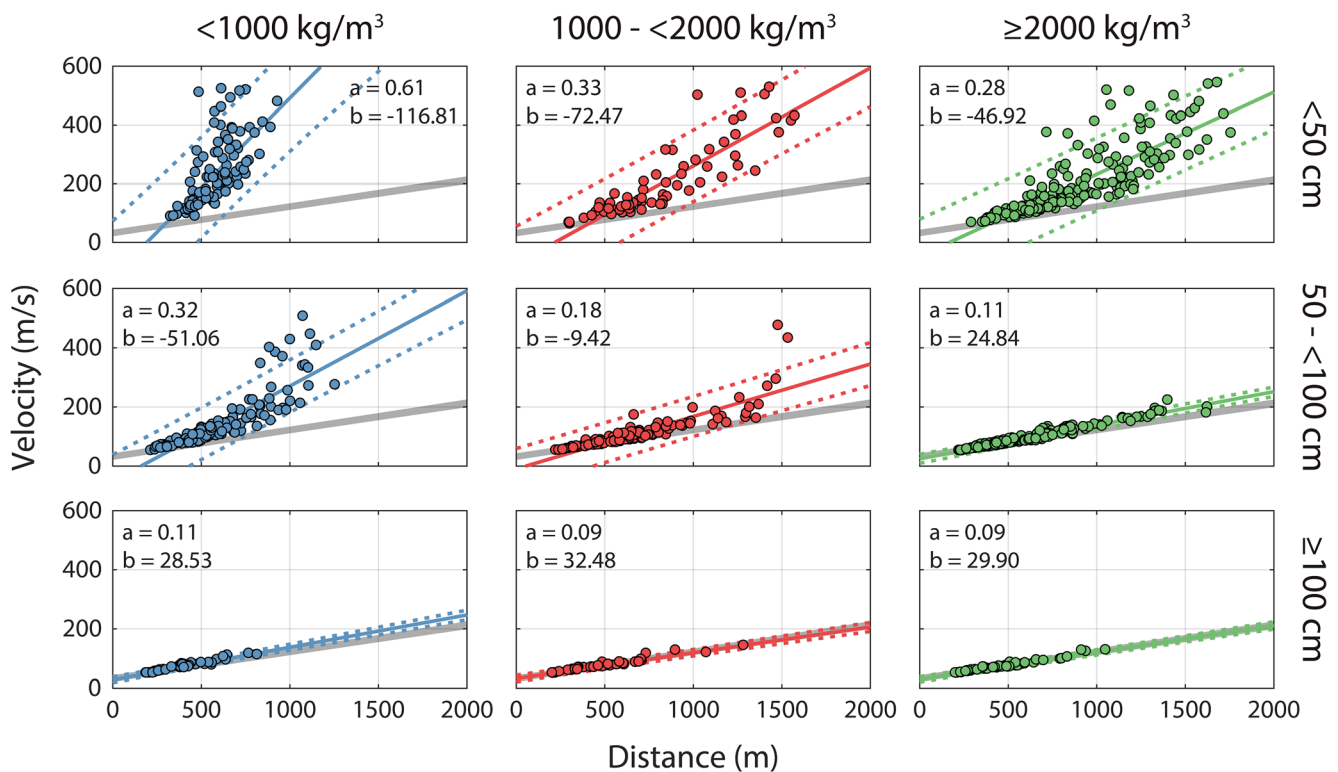 <1000 kg/m³
1000 - <2000 kg/m³
≥2000 kg/m³
600
400
200
0
a = 0.61
b = -116.81
a = 0.33
b = -72.47
a = 0.28
b = -46.92
<50 cm
Velocity (m/s)
600
400
200
0
a = 0.32
b = -51.06
a = 0.18
b = -9.42
a = 0.11
b = 24.84
50 - <100 cm
600
400
200
0
a = 0.11
b = 28.53
a = 0.09
b = 32.48
a = 0.09
b = 29.90
≥100 cm
0 500 1000 1500 2000
0 500 1000 1500 2000
0 500 1000 1500 2000
Distance (m)